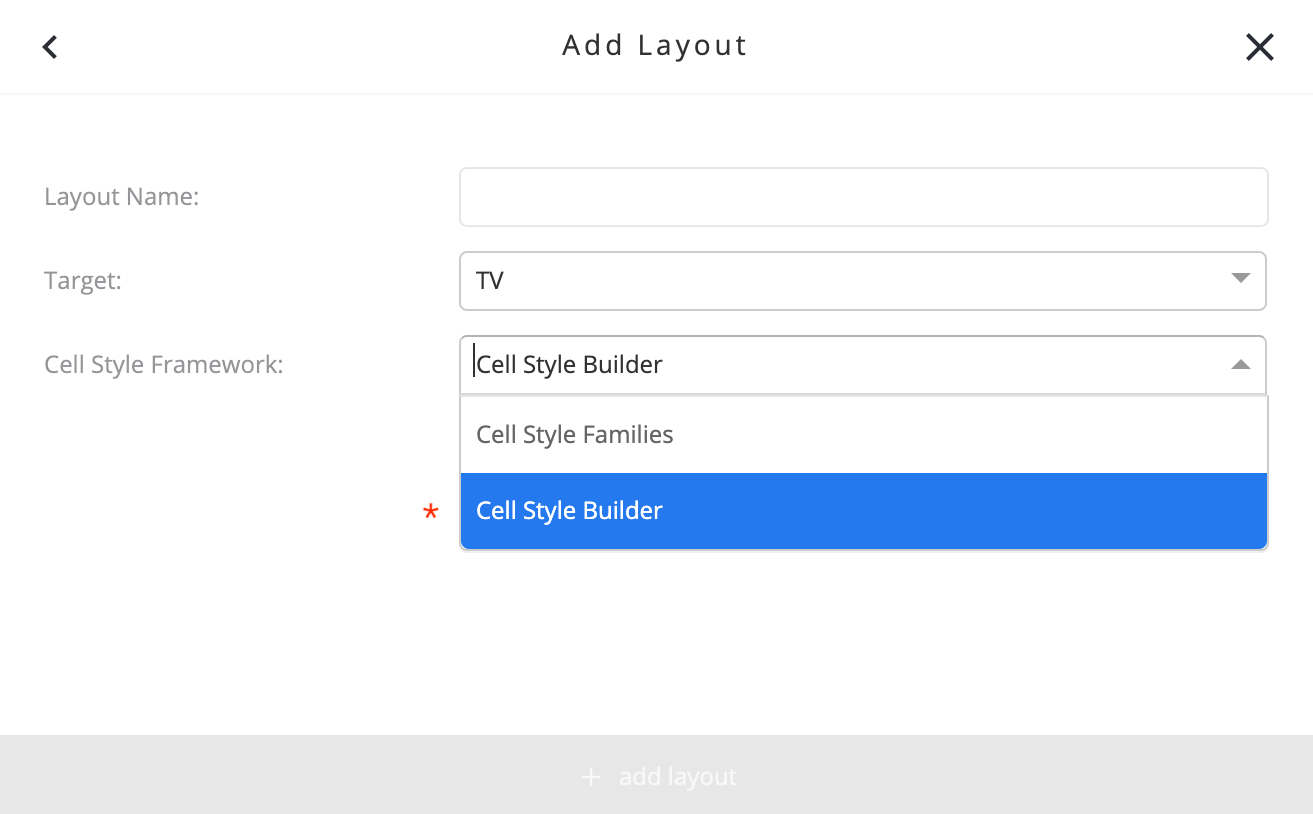 Add Layout
Layout Name:
Target:
TV
Cell Style Framework:
Cell Style Builder
Cell Style Families
*
Cell Style Builder
+ add layout